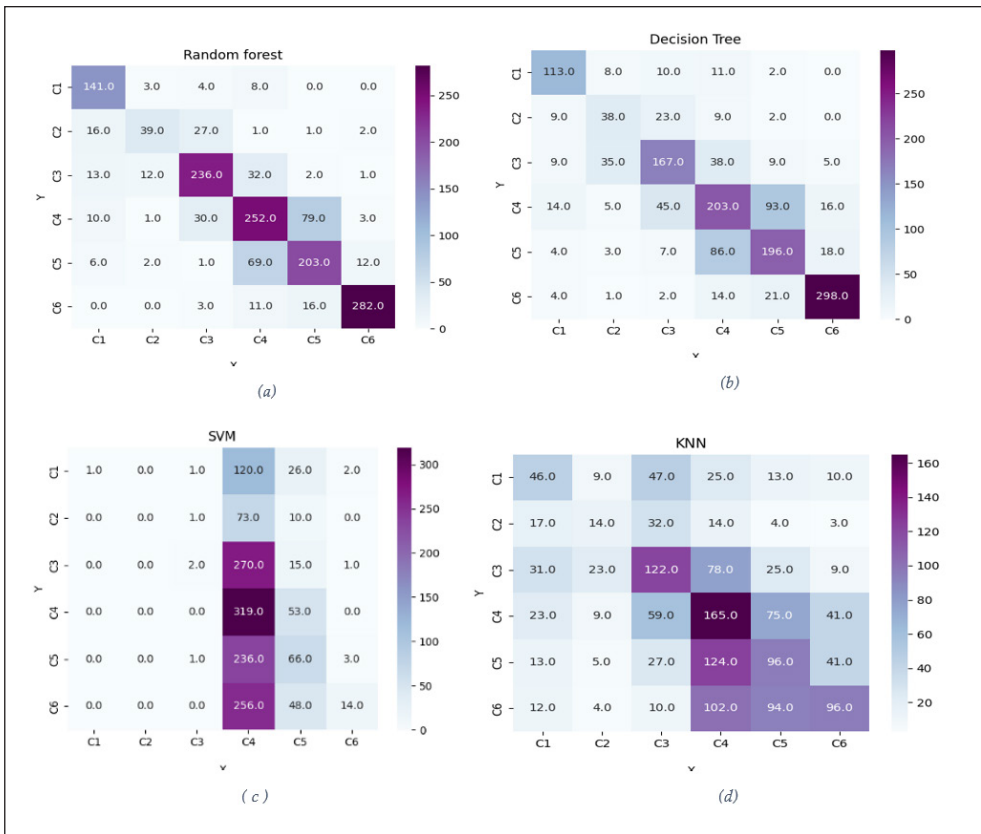 Random forest
C1 141.0 3.0 4.0 8.0 0.0 0.0
C2 16.0 39.0 27.0 1.0 1.0 2.0
C3 13.0 12.0 236.0 32.0 2.0 1.0
Y
C4 10.0 1.0 30.0 252.0 79.0 3.0
C5 6.0 2.0 1.0 69.0 203.0 12.0
C6 0.0 0.0 3.0 11.0 16.0 282.0
C1 C2 C3 C4 C5 C6
250
200
150
100
50
0
(a)
Decision Tree
C1 113.0 8.0 10.0 11.0 2.0 0.0
C2 9.0 38.0 23.0 9.0 2.0 0.0
C3 9.0 35.0 167.0 38.0 9.0 5.0
Y
C4 14.0 5.0 45.0 203.0 93.0 16.0
C5 4.0 3.0 7.0 86.0 196.0 18.0
C6 4.0 1.0 2.0 14.0 21.0 298.0
C1 C2 C3 C4 C5 C6
250
200
150
100
50
0
(b)
SVM
C1 1.0 0.0 1.0 120.0 26.0 2.0
C2 0.0 0.0 1.0 73.0 10.0 0.0
C3 0.0 0.0 2.0 270.0 15.0 1.0
Y
C4 0.0 0.0 0.0 319.0 53.0 0.0
C5 0.0 0.0 1.0 236.0 66.0 3.0
C6 0.0 0.0 0.0 256.0 48.0 14.0
C1 C2 C3 C4 C5 C6
300
250
200
150
100
50
0
( c )
KNN
C1 46.0 9.0 47.0 25.0 13.0 10.0
C2 17.0 14.0 32.0 14.0 4.0 3.0
C3 31.0 23.0 122.0 78.0 25.0 9.0
Y
C4 23.0 9.0 59.0 165.0 75.0 41.0
C5 13.0 5.0 27.0 124.0 96.0 41.0
C6 12.0 4.0 10.0 102.0 94.0 96.0
C1 C2 C3 C4 C5 C6
160
140
120
100
80
60
40
20
(d)